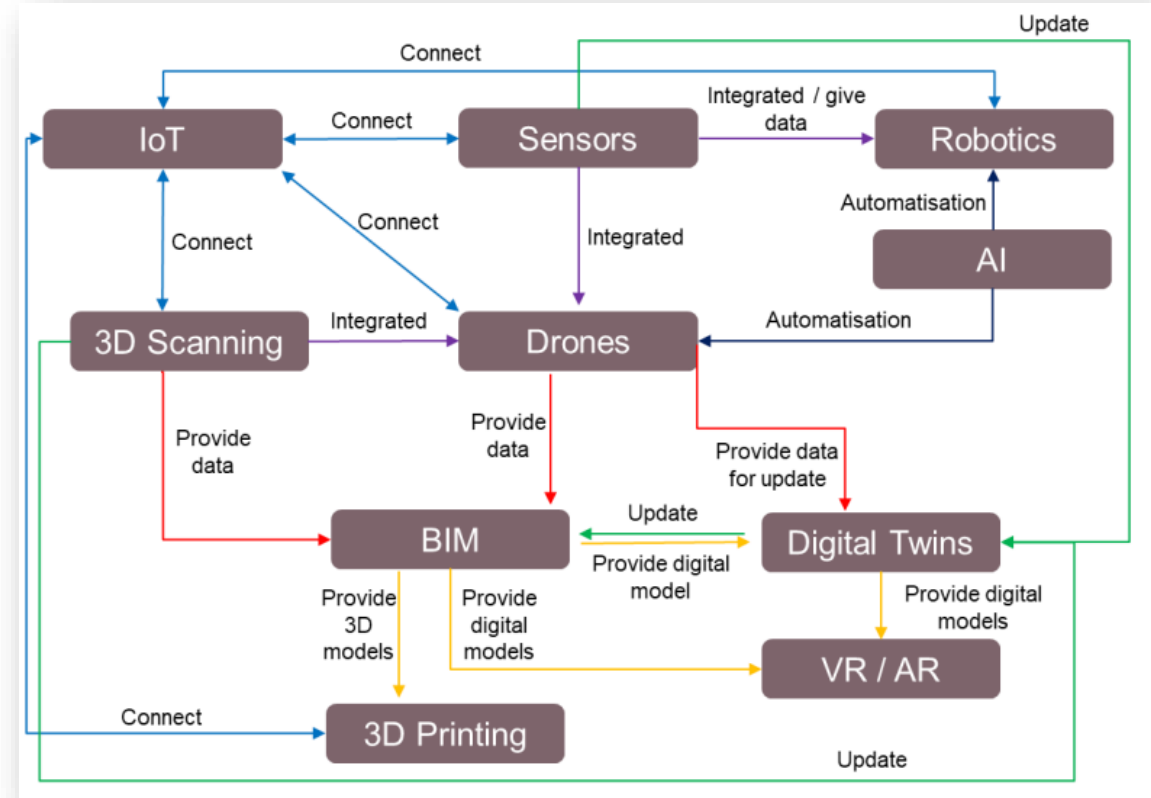 Update
Connect
Integrated / give
data
IoT
Connect
Sensors
Robotics
Automatisation
Connect
Connect
Integrated
AI
3D Scanning
Integrated
Drones
Automatisation
Provide
data
Provide
data
Provide data
for update
BIM
Update
Provide digital
model
Digital Twins
Provide
3D
models
Provide
digital
models
Provide digital
models
VR / AR
Connect
3D Printing
Update